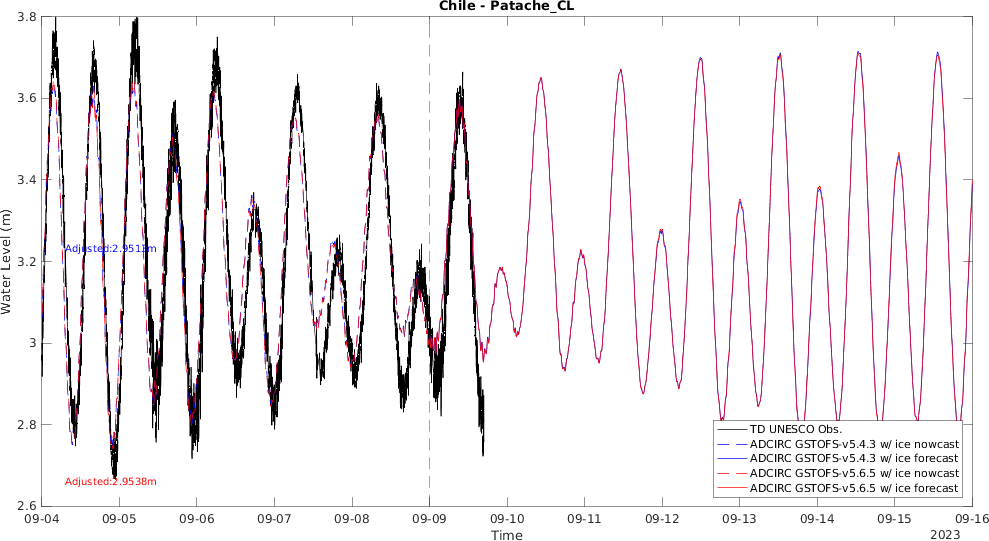 Chile - Patache_CL
3.8
3.6
3.4
3.2
3
2.8
2.6
Water Level (m)
Adjusted:2.9513m
Adjusted:2.9538m
TD UNESCO Obs.
ADCIRC GSTOFS-v5.4.3 w/ ice nowcast
ADCIRC GSTOFS-v5.4.3 w/ ice forecast
ADCIRC GSTOFS-v5.6.5 w/ ice nowcast
ADCIRC GSTOFS-v5.6.5 w/ ice forecast
09-04 09-05 09-06 09-07 09-08 09-09 09-10 09-11 09-12 09-13 09-14 09-15 09-16
Time
2023